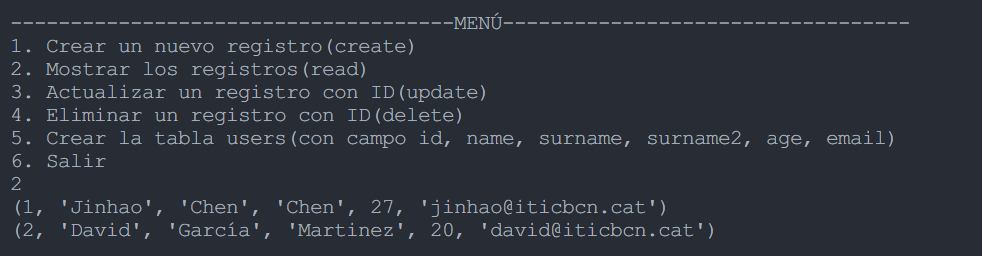 -------------------------------------MENÚ----------------------------------
1. Crear un nuevo registro(create)
2. Mostrar los registros(read)
3. Actualizar un registro con ID(update)
4. Eliminar un registro con ID(delete)
5. Crear la tabla users(con campo id, name, surname, surname2, age, email)
6. Salir
2
(1, 'Jinhao', 'Chen', 'Chen', 27, 'jinhao@iticbcn.cat')
(2, 'David', 'García', 'Martinez', 20, 'david@iticbcn.cat')